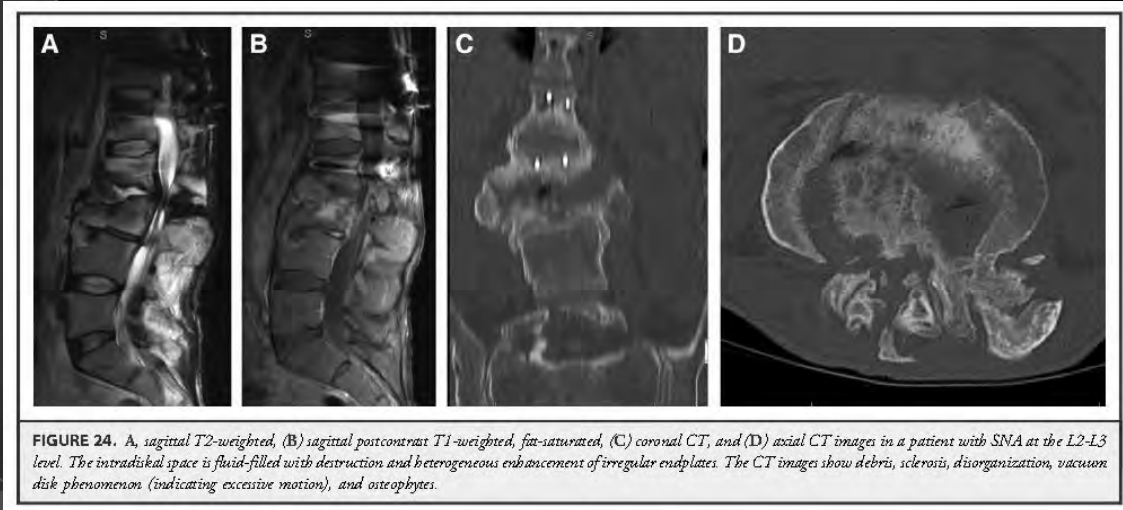 A
S
B
S
C
S
D
FIGURE 24. A, sagittal T2-weighted, (B) sagittal postcontrast T1-weighted, fat-saturated, (C) coronal CT, and (D) axial CT images in a patient with SNA at the L2-L3
level. The intradiskal space is fluid-filled with destruction and heterogeneous enhancement of irregular endplates. The CT images show debris, sclerosis, disorganization, vacuum
disk phenomenon (indicating excessive motion), and osteophytes.